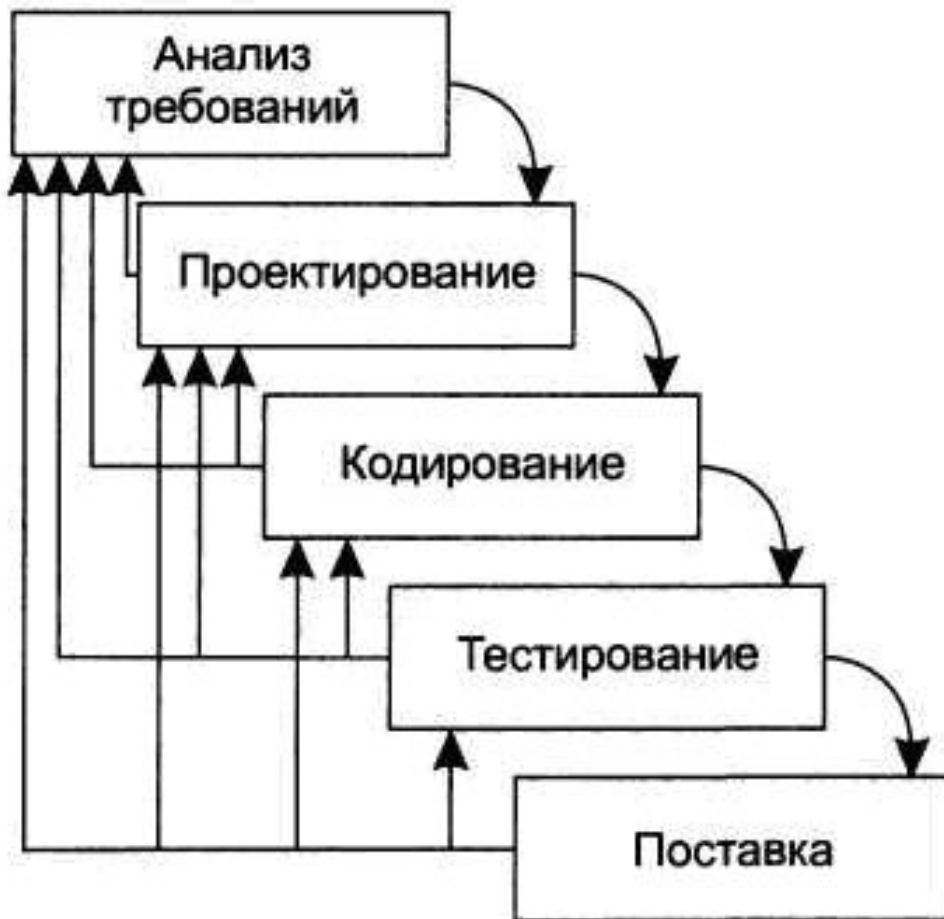 Анализ
требований
Проектирование
Кодирование
Тестирование
Поставка